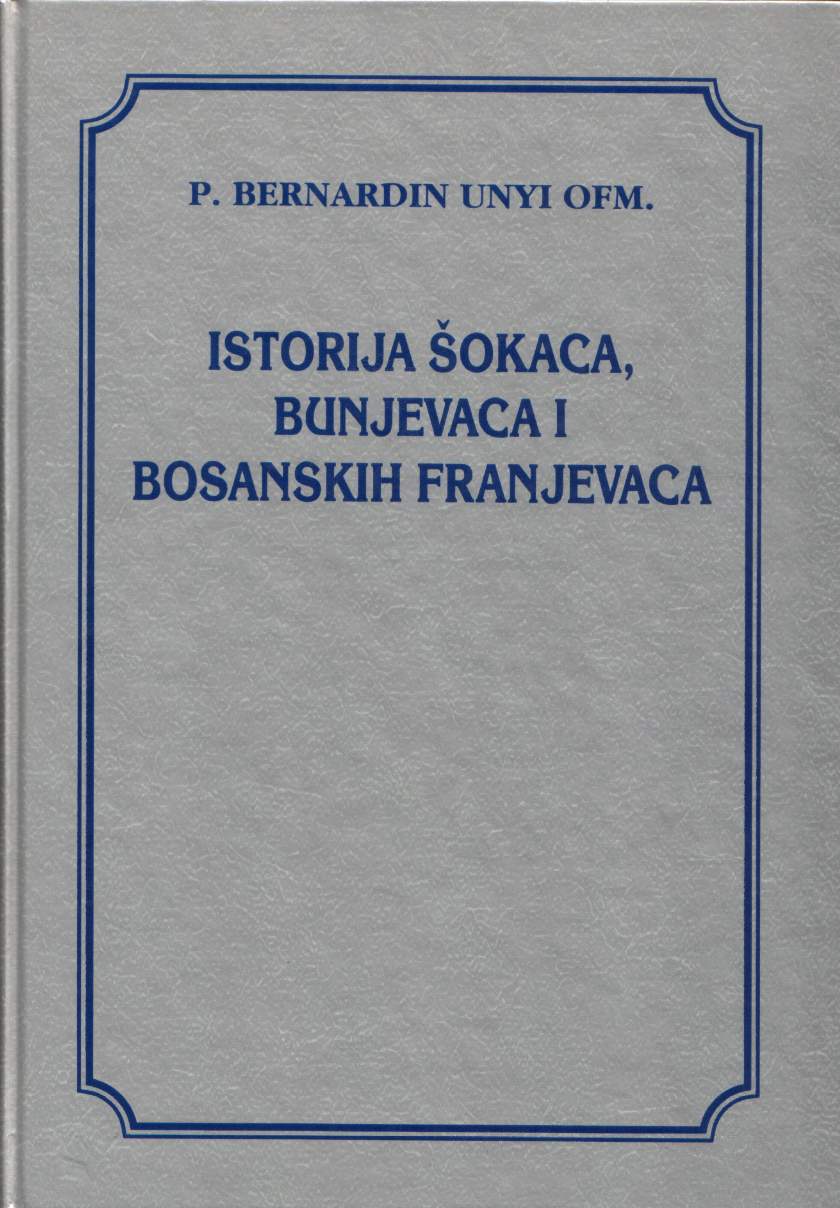 P. BERNARDIN UNYI OFM.
ISTORIJA ŠOKACA,
BUNJEVACA I
BOSANSKIH FRANJEVACA